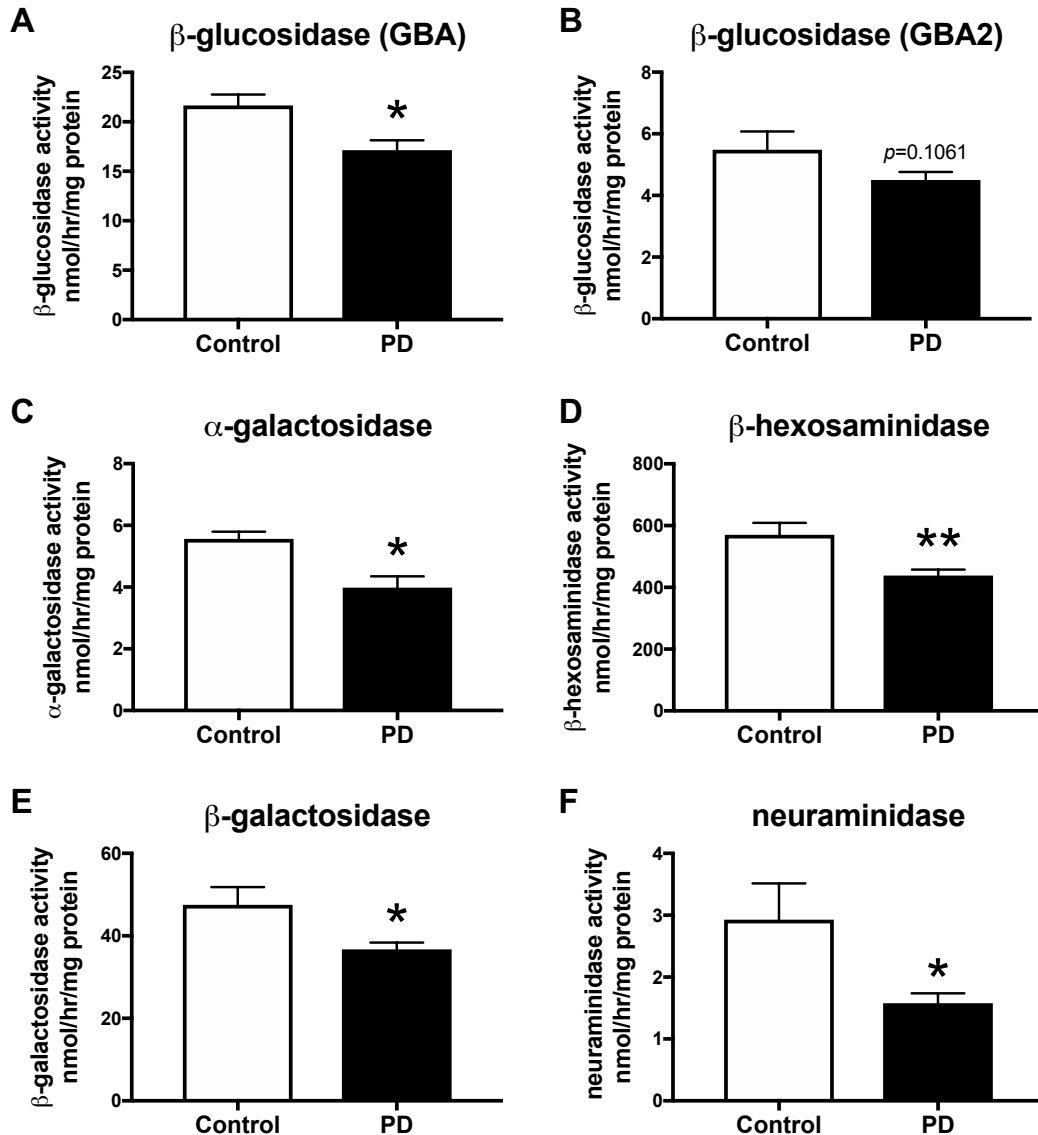 A
β-glucosidase (GBA)
β-glucosidase activity
nmol/hr/mg protein
25
20
15
10
5
0
*
Control
PD
B
β-glucosidase (GBA2)
β-glucosidase activity
nmol/hr/mg protein
8
6
4
2
0
p=0.1061
Control
PD
C
α-galactosidase
α-galactosidase activity
nmol/hr/mg protein
8
6
4
2
0
*
Control
PD
D
β-hexosaminidase
β-hexosaminidase activity
nmol/hr/mg protein
800
600
400
200
0
**
Control
PD
E
β-galactosidase
β-galactosidase activity
nmol/hr/mg protein
60
40
20
0
*
Control
PD
F
neuraminidase
neuraminidase activity
nmol/hr/mg protein
4
3
2
1
0
*
Control
PD